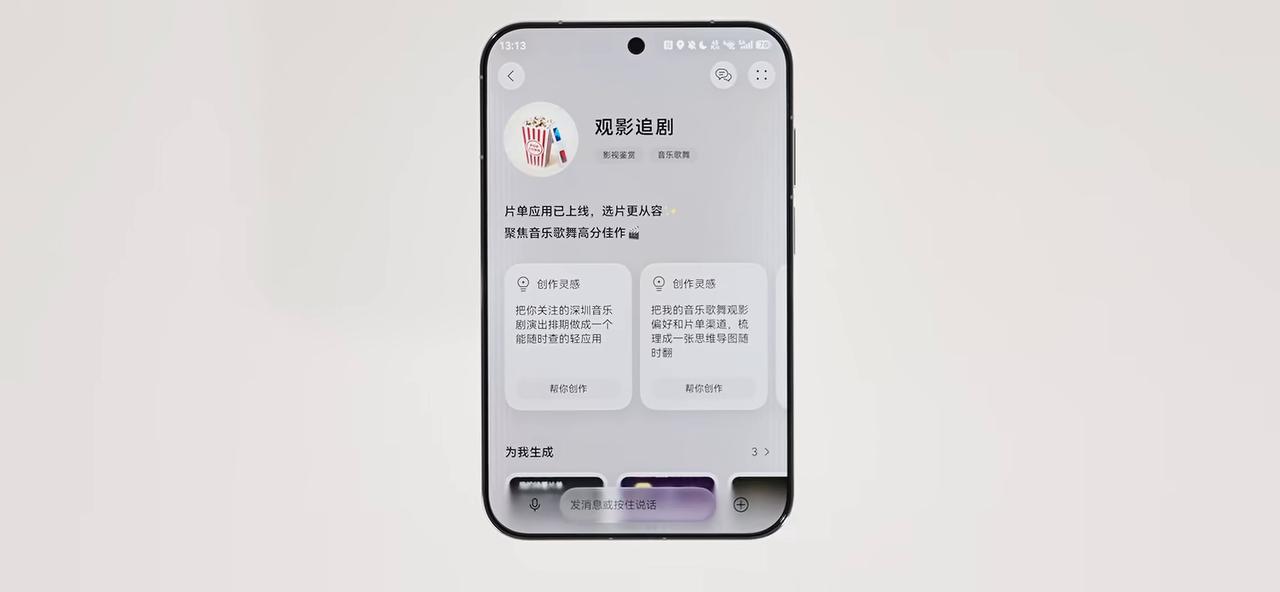 13:13
70
观影追剧
影视鉴赏
音乐歌舞
片单应用已上线，选片更从容✨
聚焦音乐歌舞高分佳作🎬
创作灵感
把你关注的深圳音乐
剧演出排期做成一个
能随时查的轻应用
帮你创作
创作灵感
把我的音乐歌舞观影
偏好和片单渠道，梳
理成一张思维导图随
时翻
帮你创作
为我生成
3
发消息或按住说话